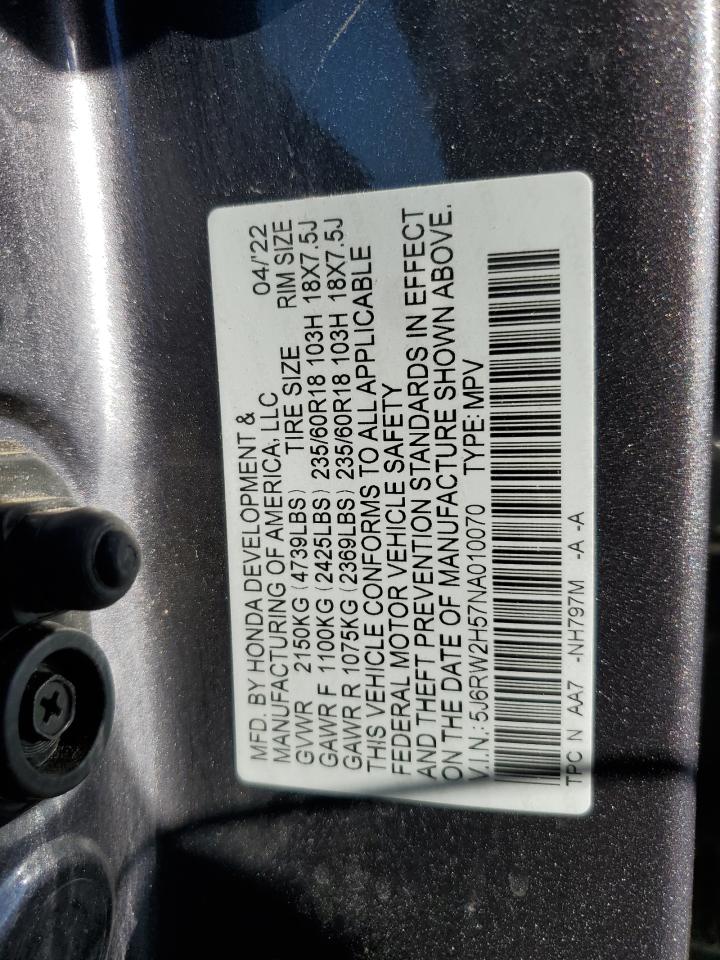 MFD. BY HONDA DEVELOPMENT &
MANUFACTURING OF AMERICA, LLC 04/'22
GVWR 2150KG (4739LBS) TIRE SIZE RIM SIZE
GAWR F 1100KG (2425LBS) 235/60R18 103H 18X7.5J
GAWR R 1075KG (2369LBS) 235/60R18 103H 18X7.5J
THIS VEHICLE CONFORMS TO ALL APPLICABLE
FEDERAL MOTOR VEHICLE SAFETY
AND THEFT PREVENTION STANDARDS IN EFFECT
ON THE DATE OF MANUFACTURE SHOWN ABOVE.
V.I.N.: 5J6RW2H57NA010070 TYPE: MPV
TPC N AA7 -NH797M -A -A